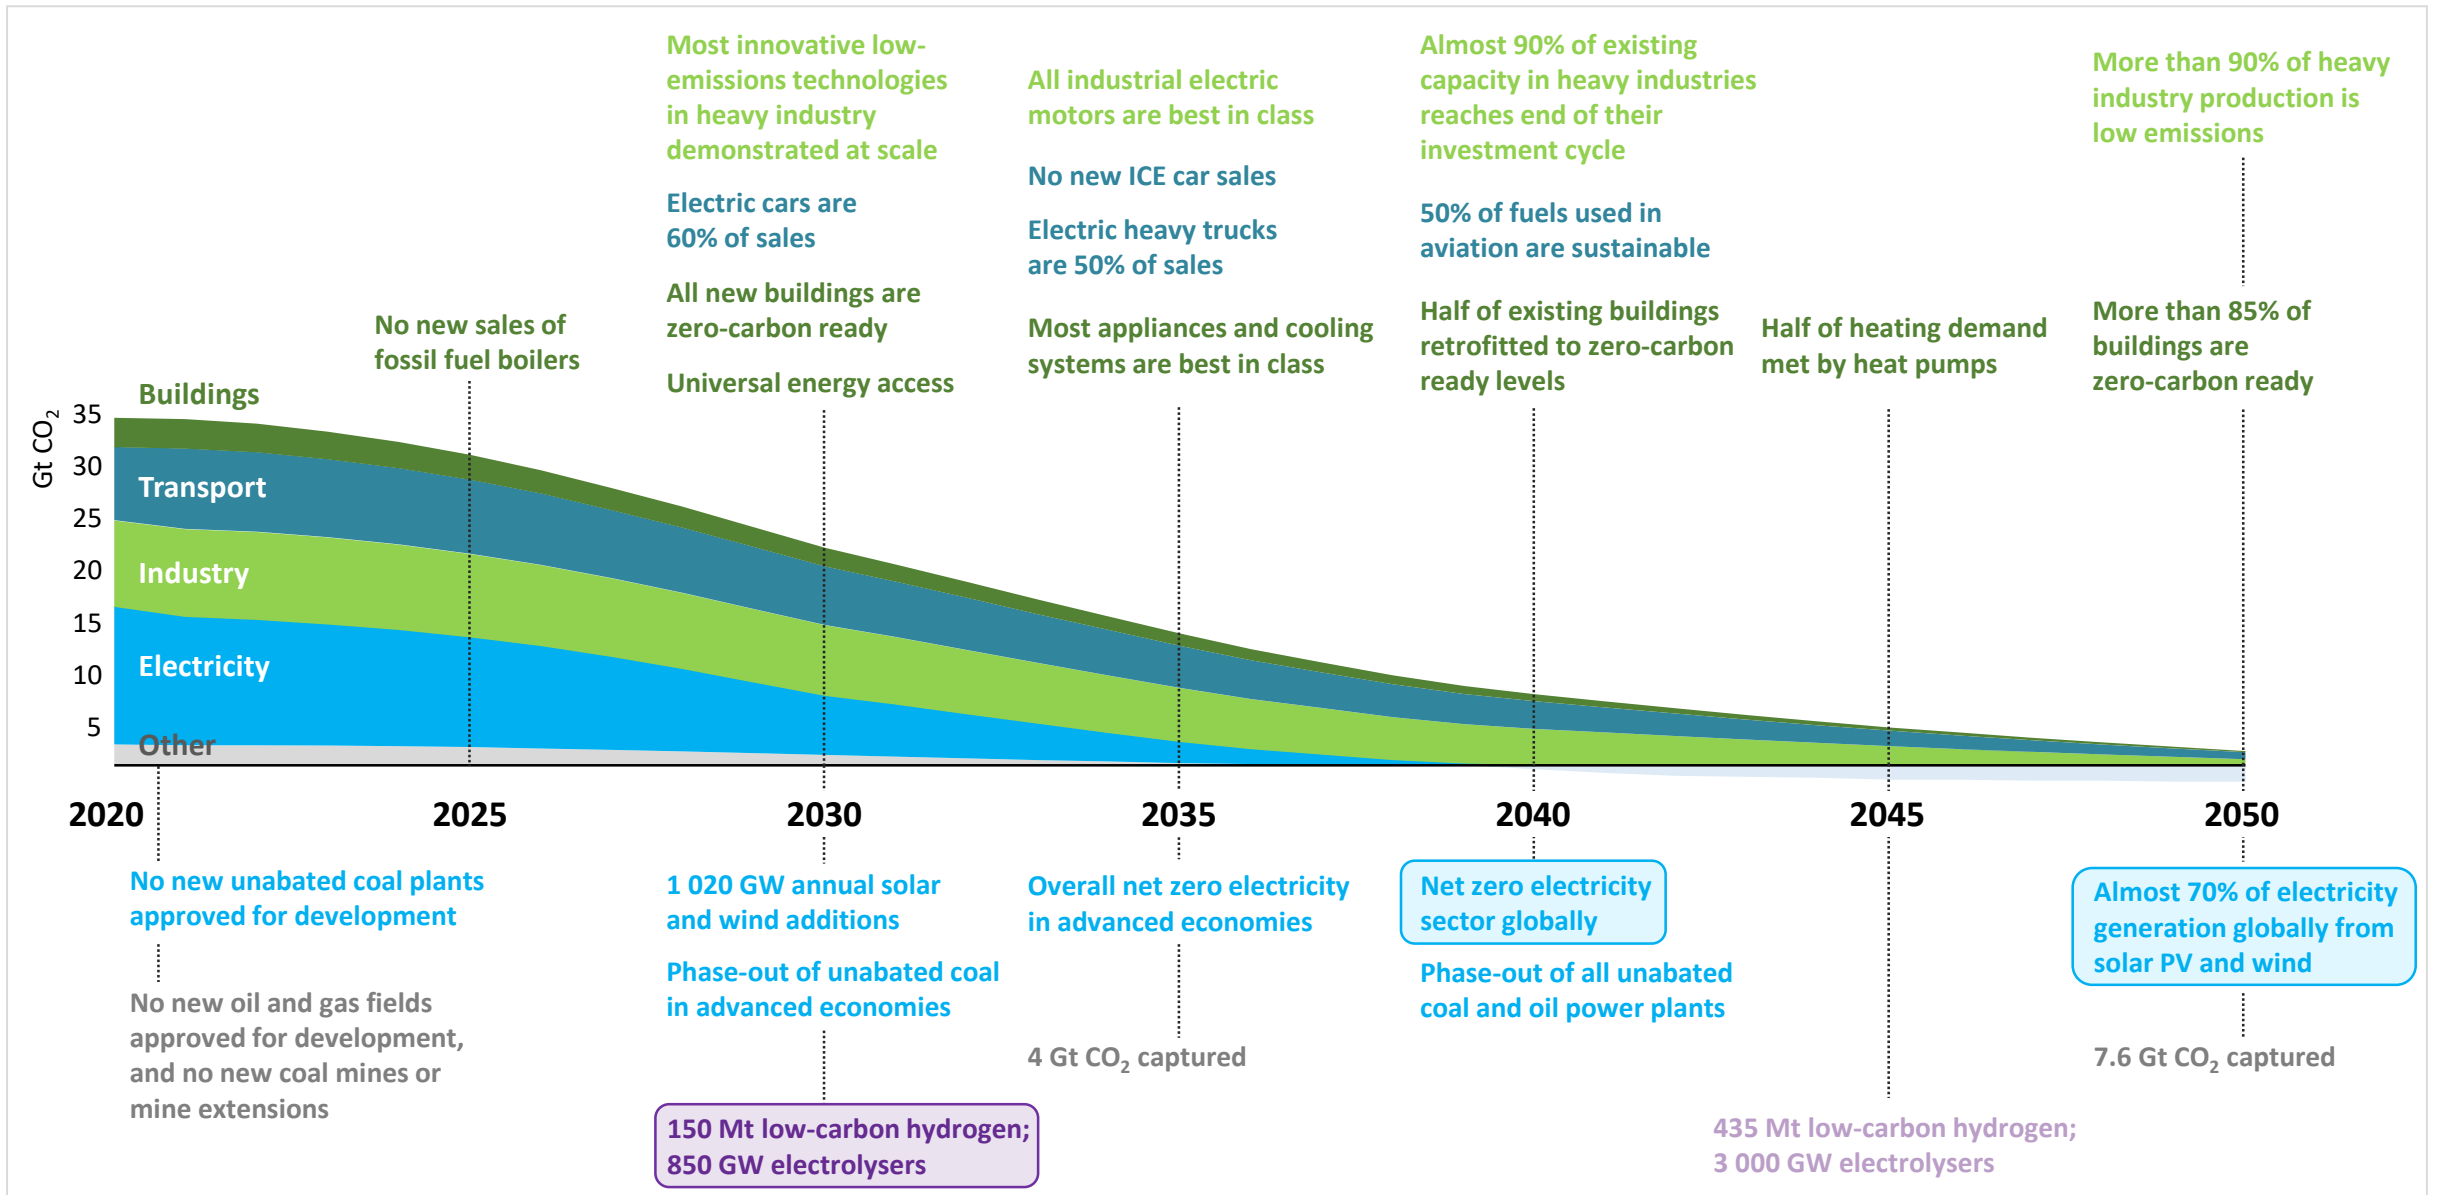 Most innovative low-
emissions technologies
in heavy industry
demonstrated at scale
Electric cars are
60% of sales
All new buildings are
zero-carbon ready
Universal energy access
All industrial electric
motors are best in class
No new ICE car sales
Electric heavy trucks
are 50% of sales
Most appliances and cooling
systems are best in class
Almost 90% of existing
capacity in heavy industries
reaches end of their
investment cycle
50% of fuels used in
aviation are sustainable
Half of existing buildings
retrofitted to zero-carbon
ready levels
Half of heating demand
met by heat pumps
More than 90% of heavy
industry production is
low emissions
More than 85% of
buildings are
zero-carbon ready
No new sales of
fossil fuel boilers
Gt CO₂
35
30
25
20
15
10
5
Buildings
Transport
Industry
Electricity
Other
2020
2025
2030
2035
2040
2045
2050
No new unabated coal plants
approved for development
No new oil and gas fields
approved for development,
and no new coal mines or
mine extensions
1 020 GW annual solar
and wind additions
Phase-out of unabated coal
in advanced economies
150 Mt low-carbon hydrogen;
850 GW electrolysers
Overall net zero electricity
in advanced economies
4 Gt CO₂ captured
Net zero electricity
sector globally
Phase-out of all unabated
coal and oil power plants
435 Mt low-carbon hydrogen;
3 000 GW electrolysers
Almost 70% of electricity
generation globally from
solar PV and wind
7.6 Gt CO₂ captured